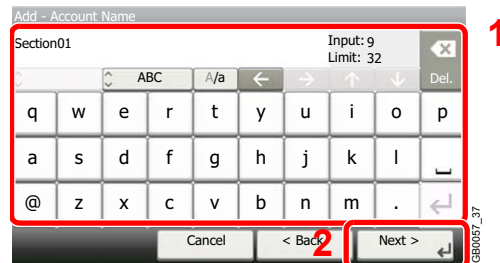 Add - Account Name
Section01
Input: 9
Limit: 32
Del.
ABC
A/a
q w e r t y u i o p
a s d f g h j k l
@ z x c v b n m .
Cancel
< Back
Next >
1
2
GB0057_37